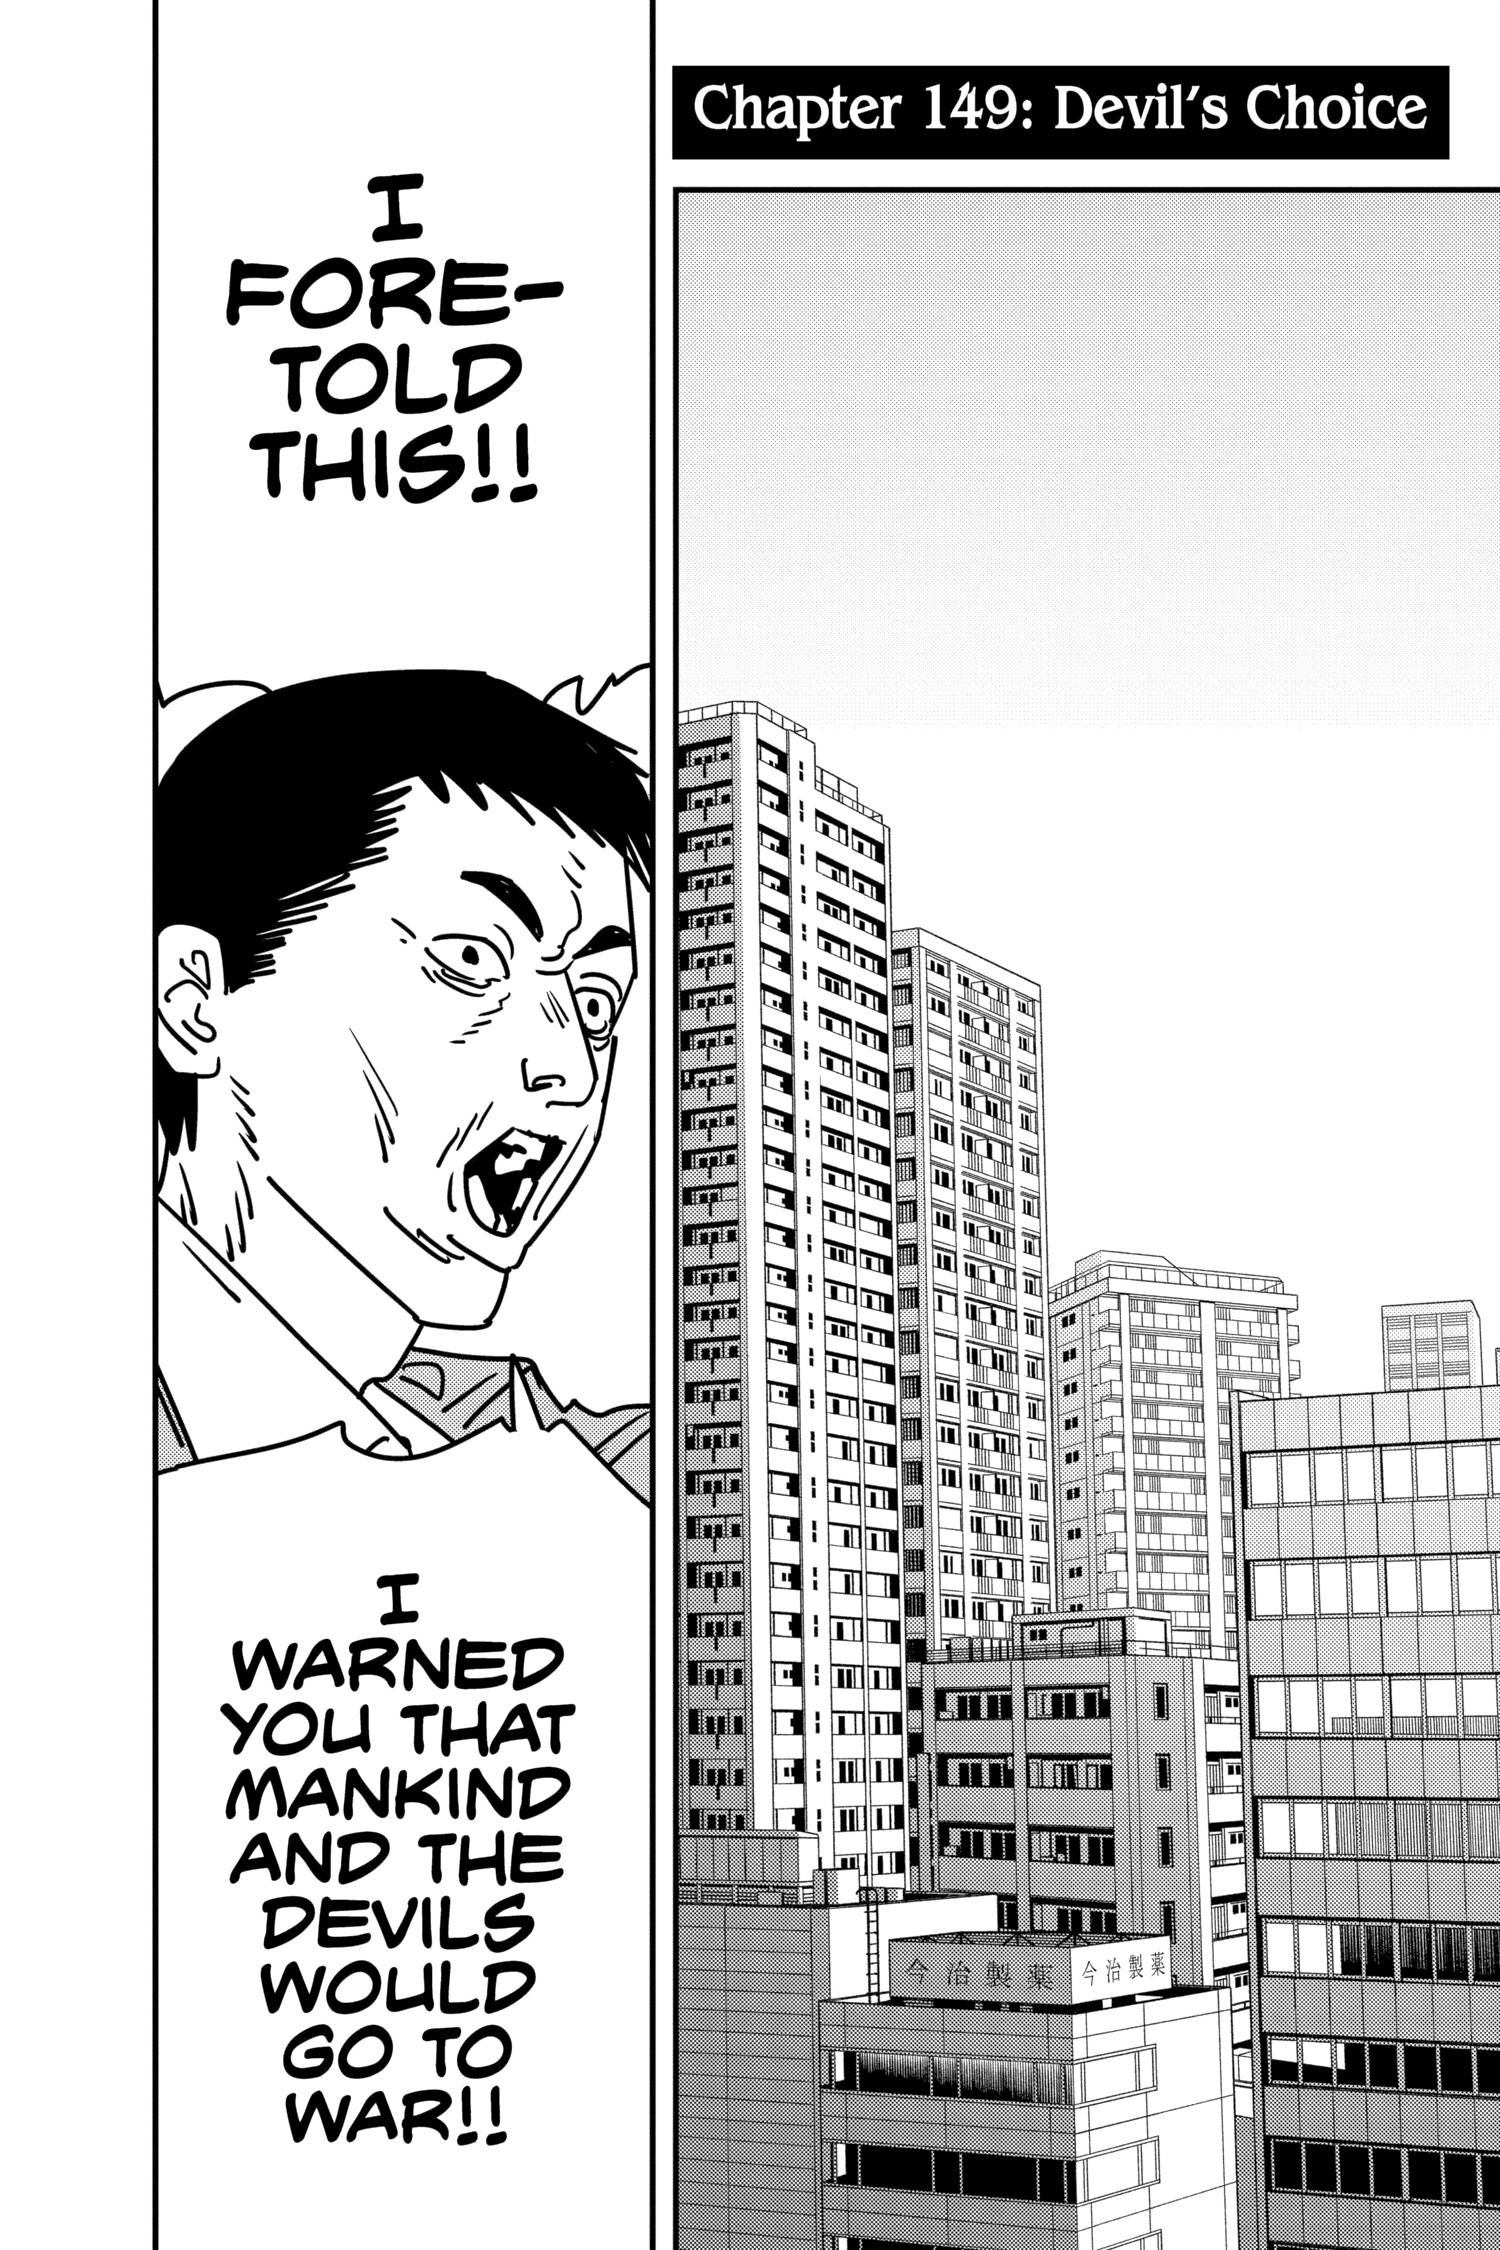 Chapter 149: Devil's Choice
今治製薬
今治製薬
I
FORE-
TOLD
THIS!!
I
WARNED
YOU THAT
MANKIND
AND THE
DEVILS
WOULD
GO TO
WAR!!